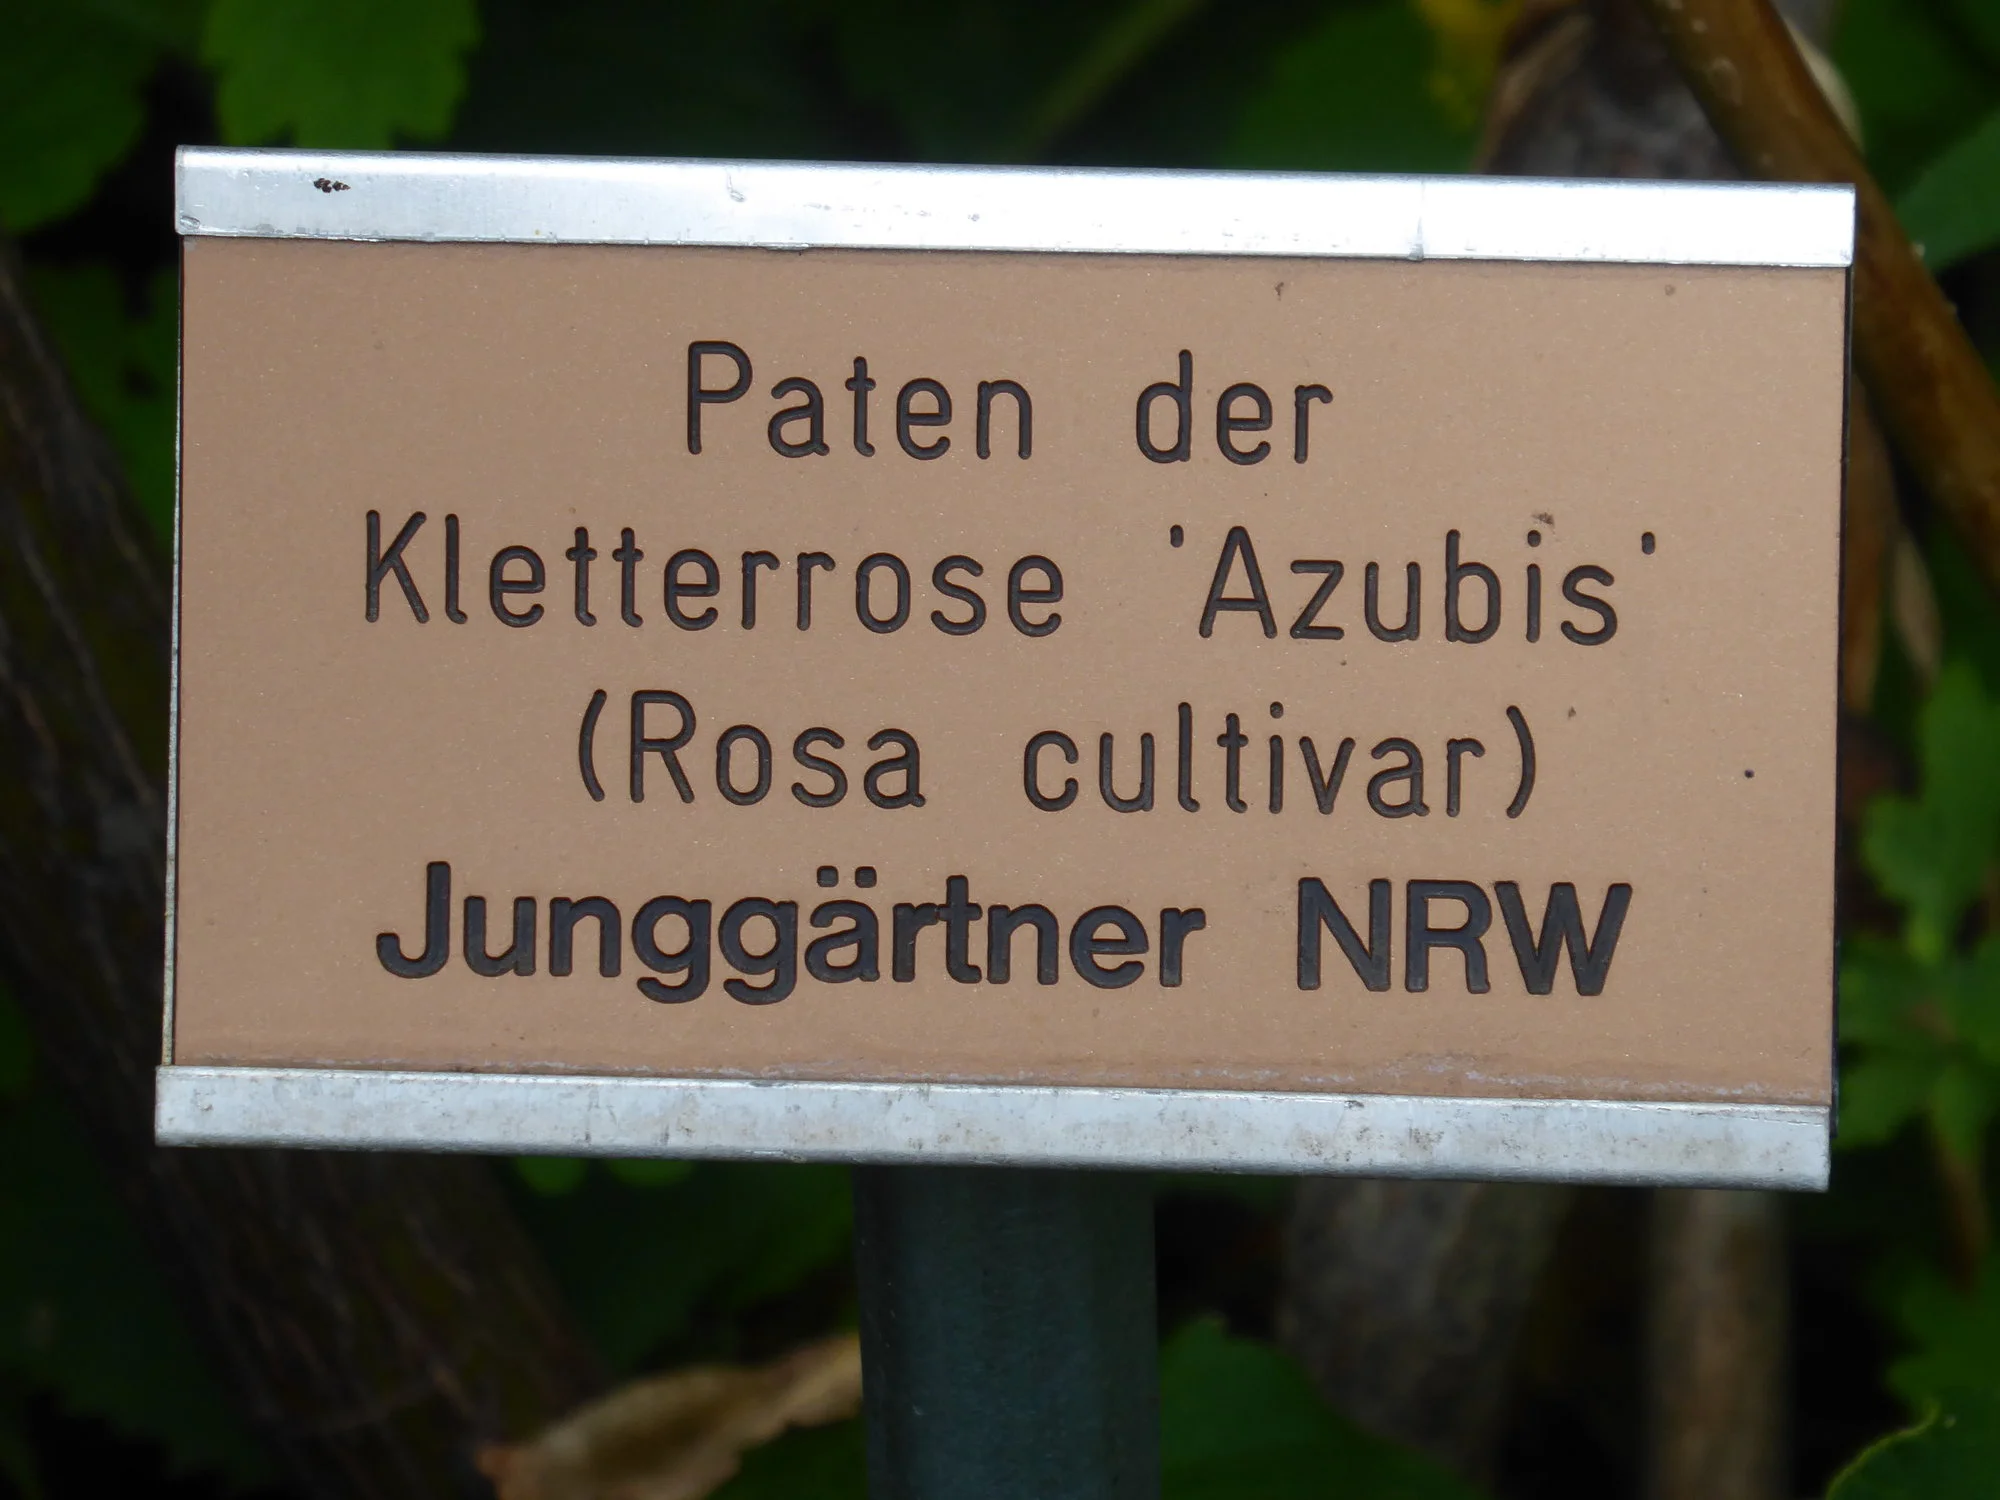 Paten der
Kletterrose 'Azubis'
(Rosa cultivar)
Junggärtner NRW